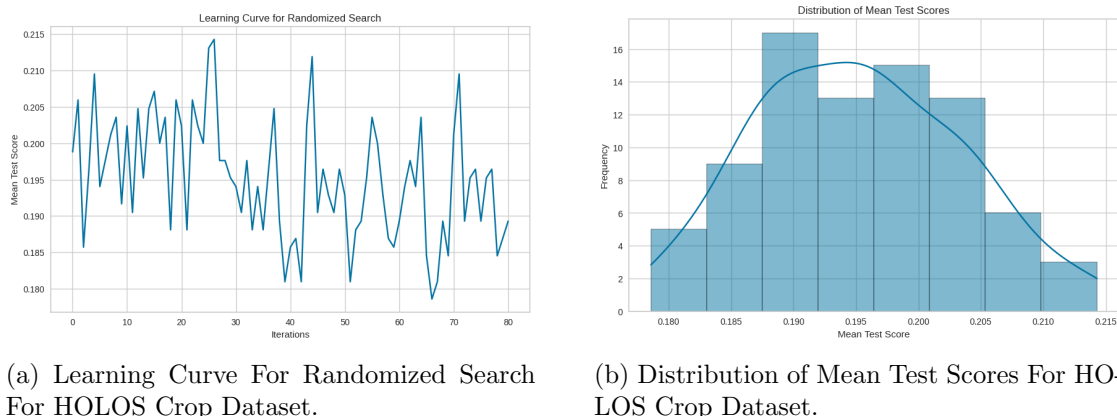 Learning Curve for Randomized Search
0.215
0.210
0.205
0.200
0.195
0.190
0.185
0.180
Mean Test Score
0 10 20 30 40 50 60 70 80
Iterations
(a) Learning Curve For Randomized Search
For HOLOS Crop Dataset.
Distribution of Mean Test Scores
16
14
12
10
8
6
4
2
0
Frequency
0.180 0.185 0.190 0.195 0.200 0.205 0.210 0.215
Mean Test Score
(b) Distribution of Mean Test Scores For HO-
LOS Crop Dataset.